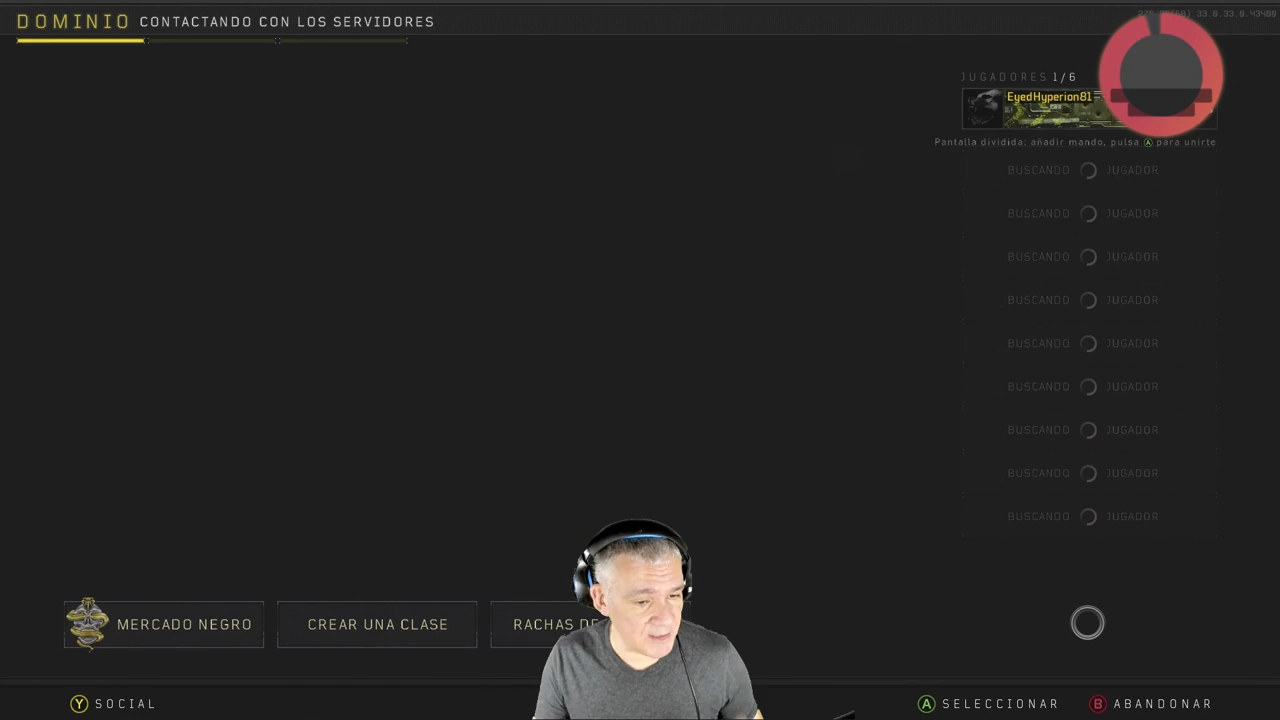 DOMINIO CONTACTANDO CON LOS SERVIDORES
JUGADORES 1/6
EyedHyperion81
Pantalla dividida: añadir mando, pulsa A para unirte
BUSCANDO JUGADOR
BUSCANDO JUGADOR
BUSCANDO JUGADOR
BUSCANDO JUGADOR
BUSCANDO JUGADOR
BUSCANDO JUGADOR
BUSCANDO JUGADOR
BUSCANDO JUGADOR
BUSCANDO JUGADOR
MERCADO NEGRO
CREAR UNA CLASE
RACHAS DE
Y SOCIAL
A SELECCIONAR
B ABANDONAR